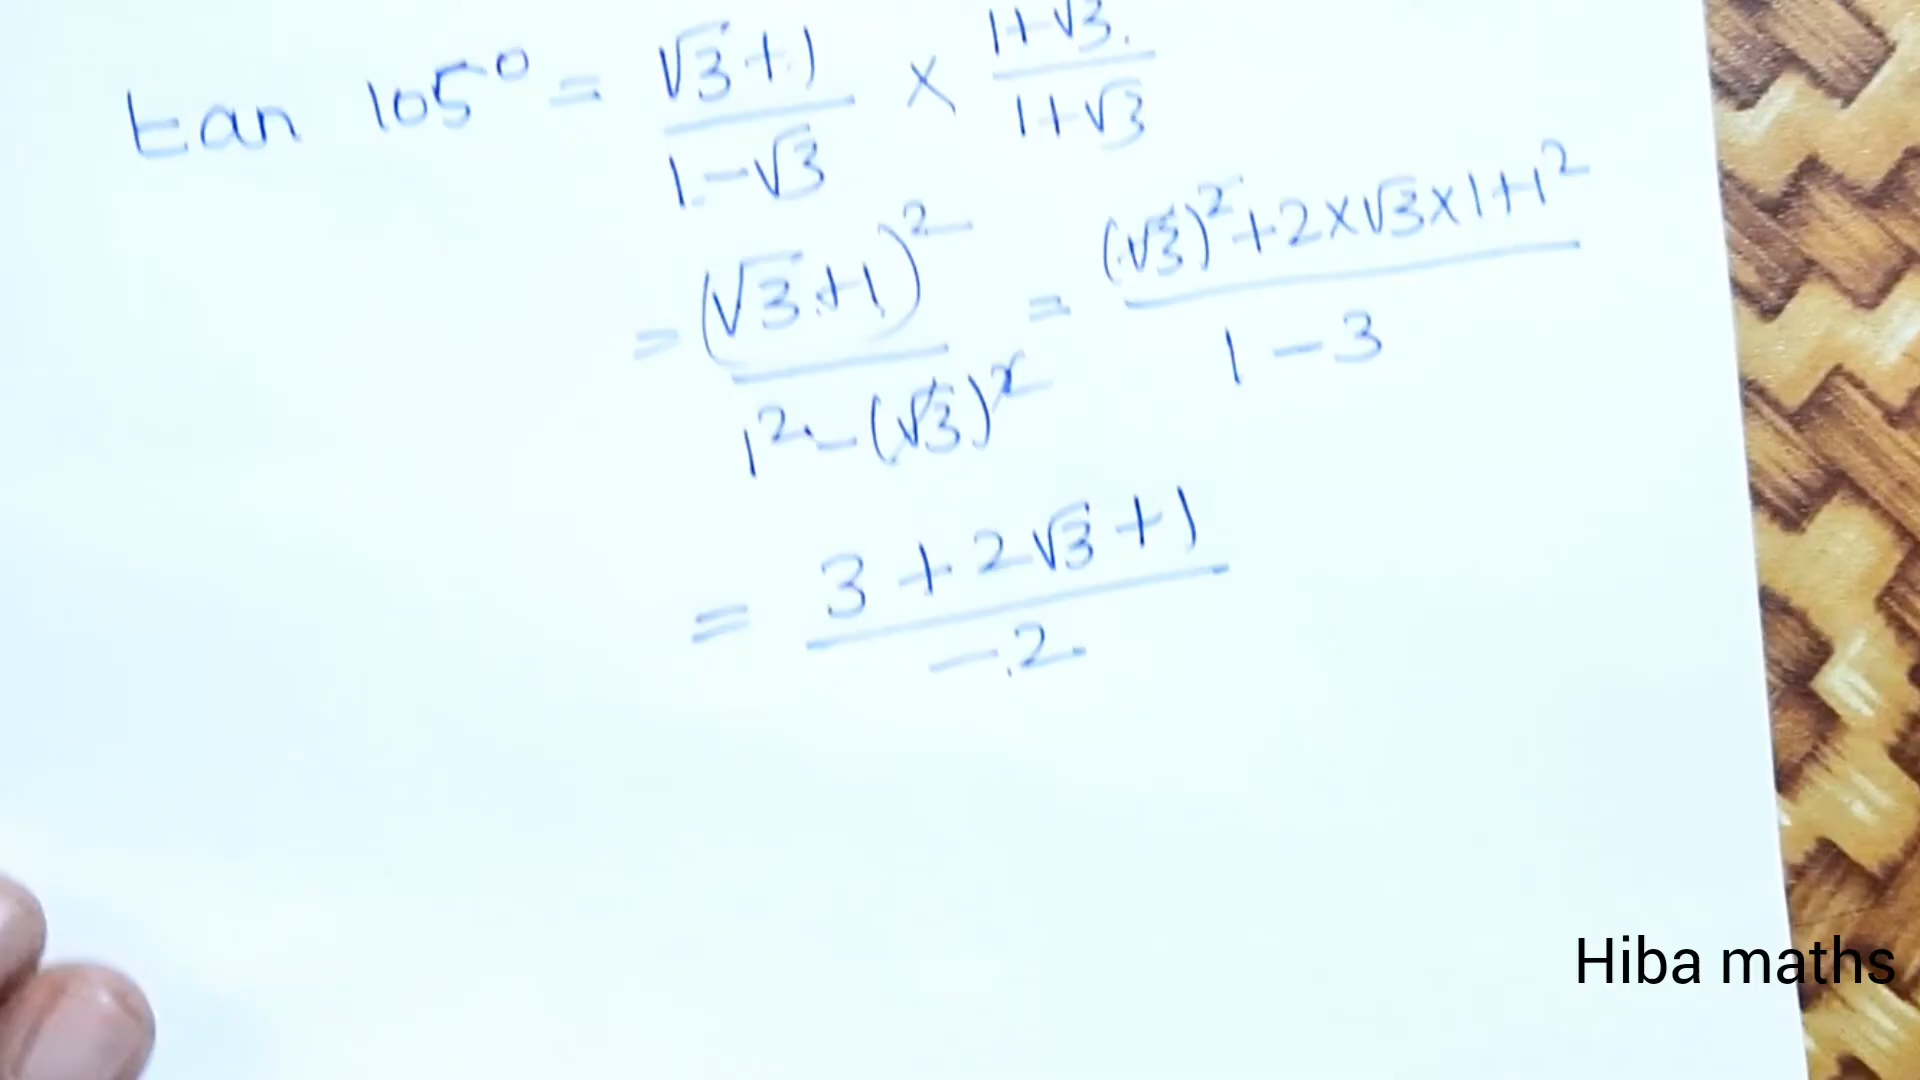 tan 105° = √3+1 / 1-√3 × 1+√3 / 1+√3
= (√3+1)² / 1²-(√3)² = (√3)²+2×√3×1+1² / 1-3
= 3+2√3+1 / -2
Hiba maths